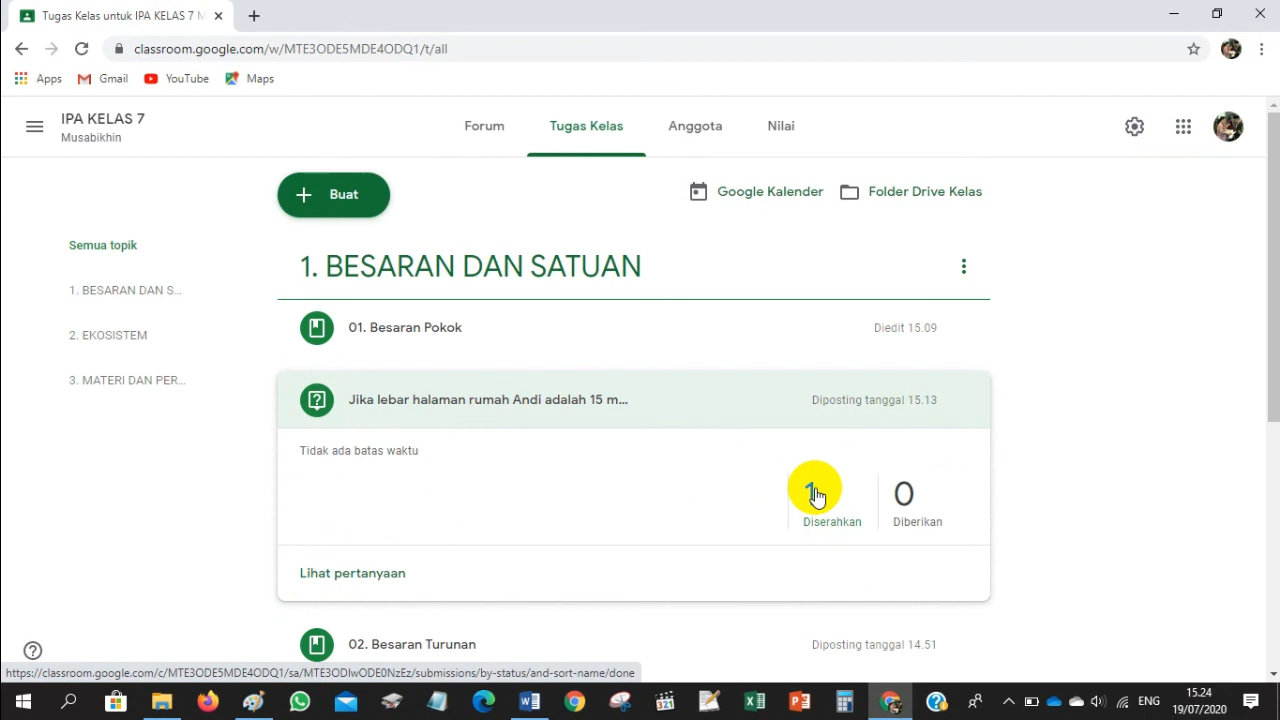 Tugas Kelas untuk IPA KELAS 7 M
classroom.google.com/w/MTE3ODE5MDE4ODQ1/t/all
Apps Gmail YouTube Maps
IPA KELAS 7
Musabikhin
Forum Tugas Kelas Anggota Nilai
Buat
Google Kalender Folder Drive Kelas
Semua topik
1. BESARAN DAN S...
2. EKOSISTEM
3. MATERI DAN PER...
1. BESARAN DAN SATUAN
01. Besaran Pokok Diedit 15.09
Jika lebar halaman rumah Andi adalah 15 m... Diposting tanggal 15.13
Tidak ada batas waktu
1 0
Diserahkan Diberikan
Lihat pertanyaan
02. Besaran Turunan Diposting tanggal 14.51
https://classroom.google.com/c/MTE3ODE5MDE4ODQ1/sa/MTE3ODIwODE0NzEz/submissions/by-status/and-sort-name/done
ENG
15.24
19/07/2020